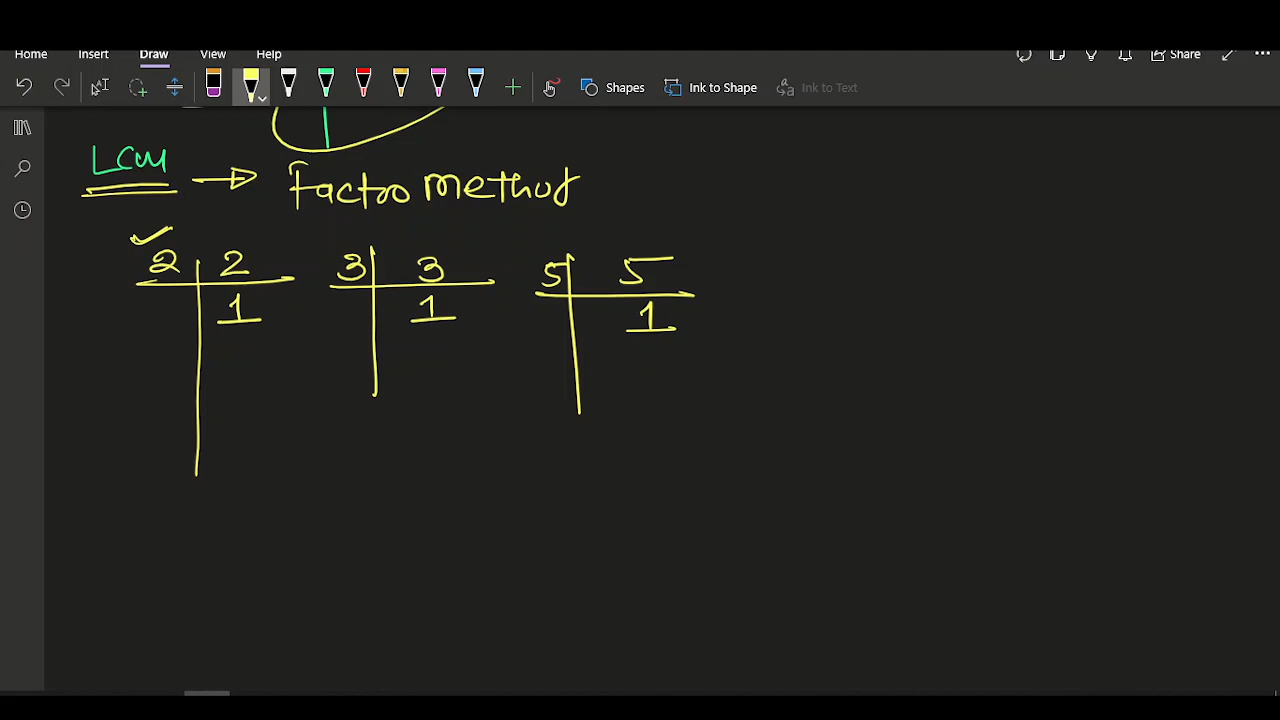 Home Insert Draw View Help Share
Shapes Ink to Shape Ink to Text
LCM → Factro Method
2 2 3 3 5 5
1 1 1